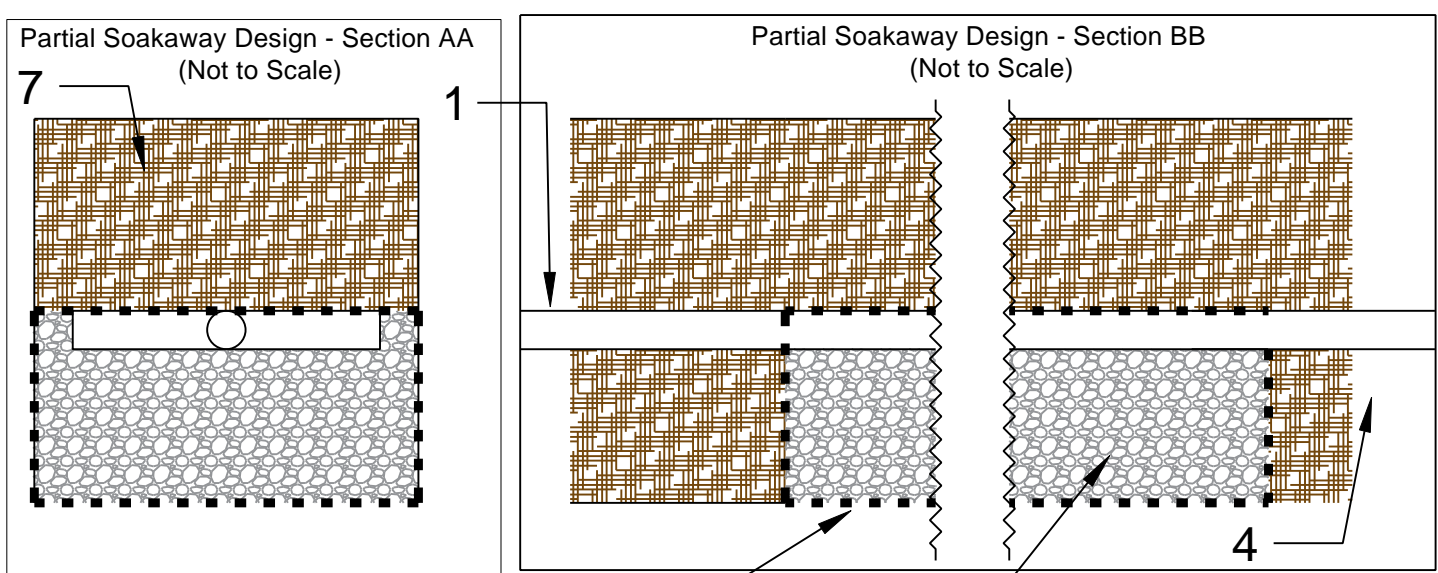 Partial Soakaway Design - Section AA
(Not to Scale)
7
Partial Soakaway Design - Section BB
(Not to Scale)
1
4